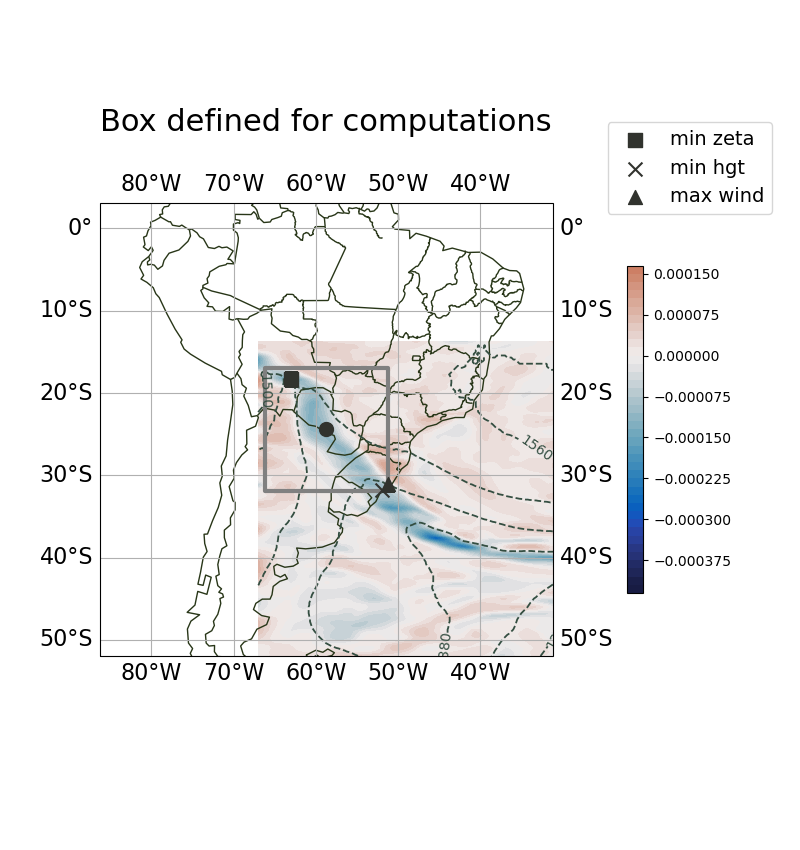 Box defined for computations
min zeta
min hgt
max wind
80°W 70°W 60°W 50°W 40°W
0° 0°
10°S 10°S
20°S 20°S
30°S 30°S
40°S 40°S
50°S 50°S
80°W 70°W 60°W 50°W 40°W
1500
1560
0.000150
0.000075
0.000000
−0.000075
−0.000150
−0.000225
−0.000300
−0.000375